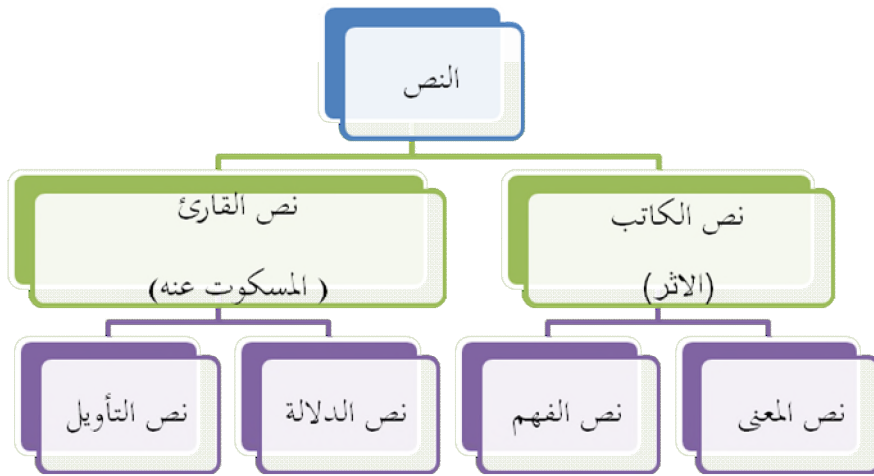 النص
نص الكاتب
(الاثر)
نص القارئ
( المسكوت عنه)
نص المعنى
نص الفهم
نص الدلالة
نص التأويل